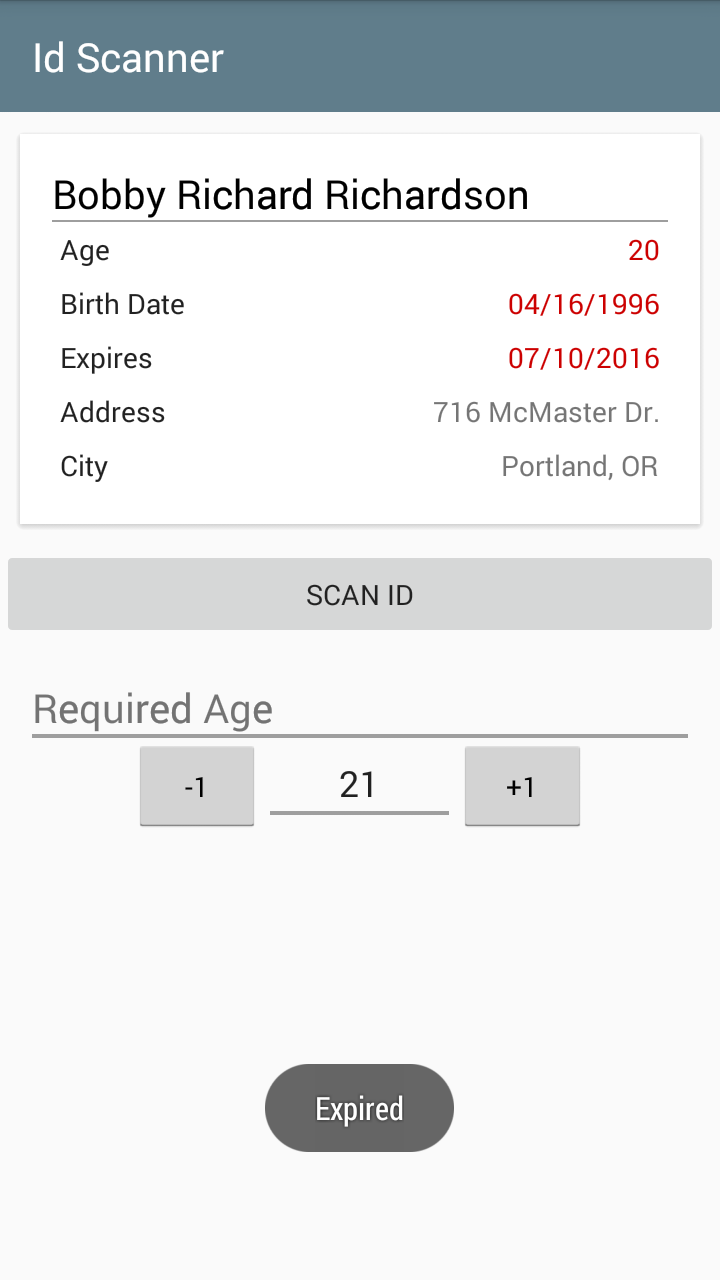 Id Scanner
Bobby Richard Richardson
Age 20
Birth Date 04/16/1996
Expires 07/10/2016
Address 716 McMaster Dr.
City Portland, OR
SCAN ID
Required Age
-1 21 +1
Expired